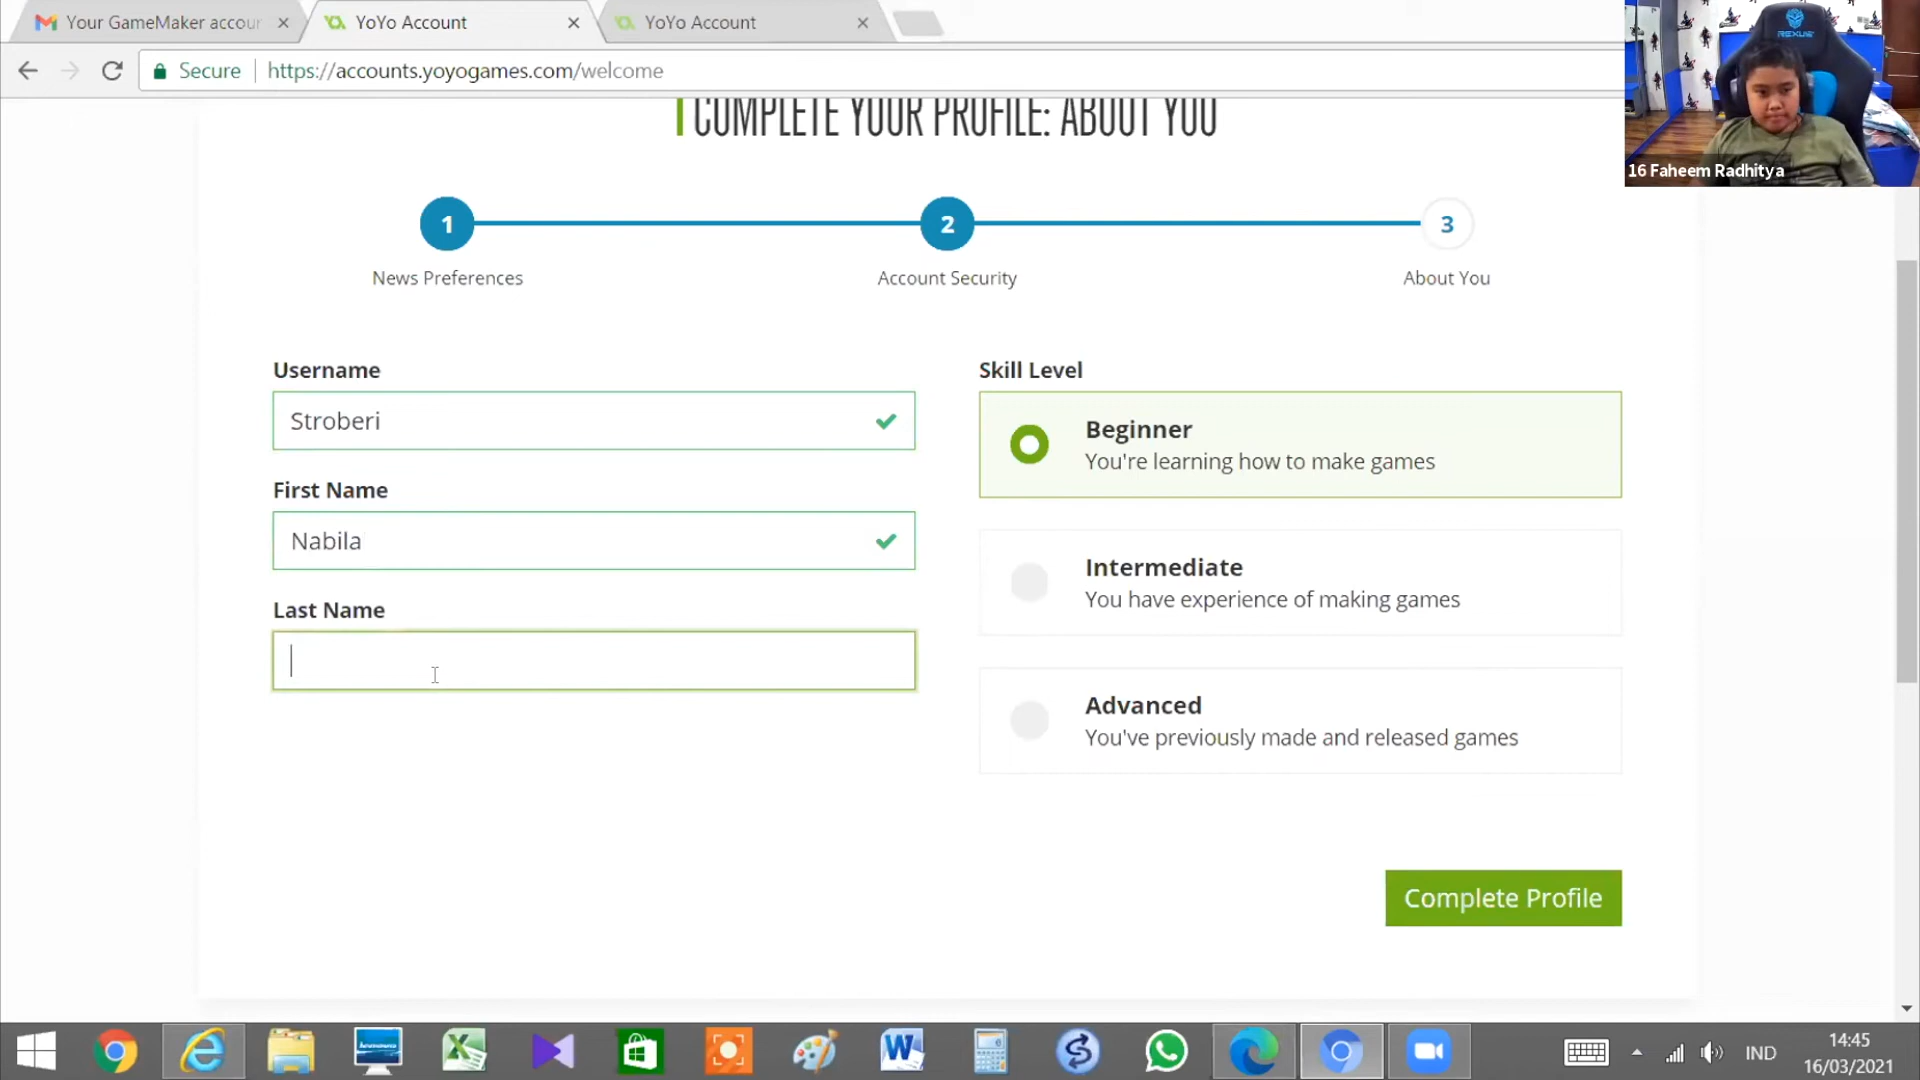 Your GameMaker accour
YoYo Account
YoYo Account
Secure
https://accounts.yoyogames.com/welcome
REXUS
16 Faheem Radhitya
COMPLETE YOUR PROFILE: ABOUT YOU
1
2
3
News Preferences
Account Security
About You
Username
Skill Level
Stroberi
Beginner
You're learning how to make games
First Name
Nabila
Intermediate
You have experience of making games
Last Name
Advanced
You've previously made and released games
Complete Profile
IND
14:45
16/03/2021